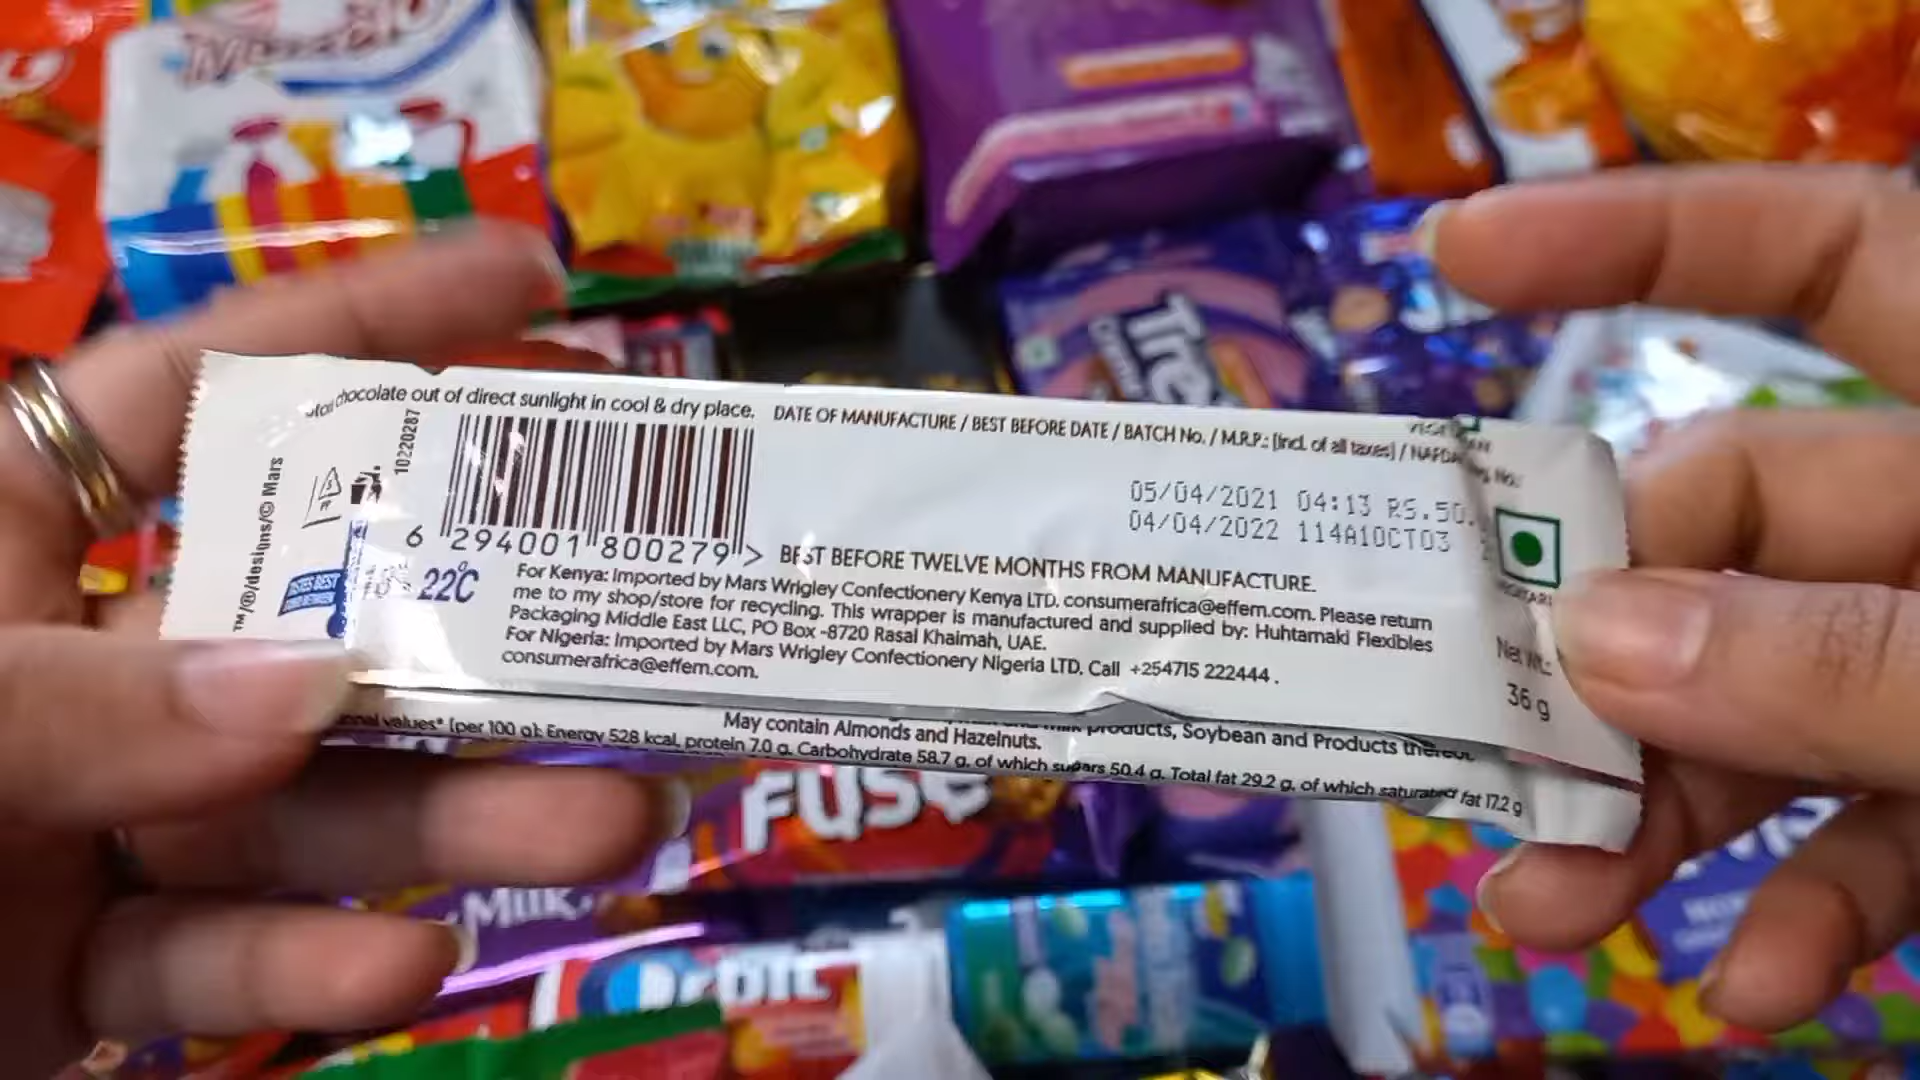 chocolate out of direct sunlight in cool & dry place.
DATE OF MANUFACTURE / BEST BEFORE DATE / BATCH No. / M.R.P.: (Incl. of all taxes) / NAFDA
No.:
10220287
TM/®/designs/© Mars
05/04/2021 04:13 RS.50.
04/04/2022 114A10CT03
6 294001 800279 >
BEST BEFORE TWELVE MONTHS FROM MANUFACTURE.
22°C
TASTES BEST
For Kenya: Imported by Mars Wrigley Confectionery Kenya LTD. consumerafrica@effem.com. Please return
me to my shop/store for recycling. This wrapper is manufactured and supplied by: Huhtamaki Flexibles
Packaging Middle East LLC, PO Box -8720 Rasal Khaimah, UAE.
For Nigeria: Imported by Mars Wrigley Confectionery Nigeria LTD. Call +254715 222444 .
consumerafrica@effem.com.
Net Wt.:
36 g
products, Soybean and Products thereof.
May contain Almonds and Hazelnuts.
values* (per 100 g): Energy 528 kcal, protein 7.0 g, Carbohydrate 58.7 g, of which sugars 50.4 g, Total fat 29.2 g, of which saturated fat 17.2 g
Tre
FUSE
Milk
Orbit